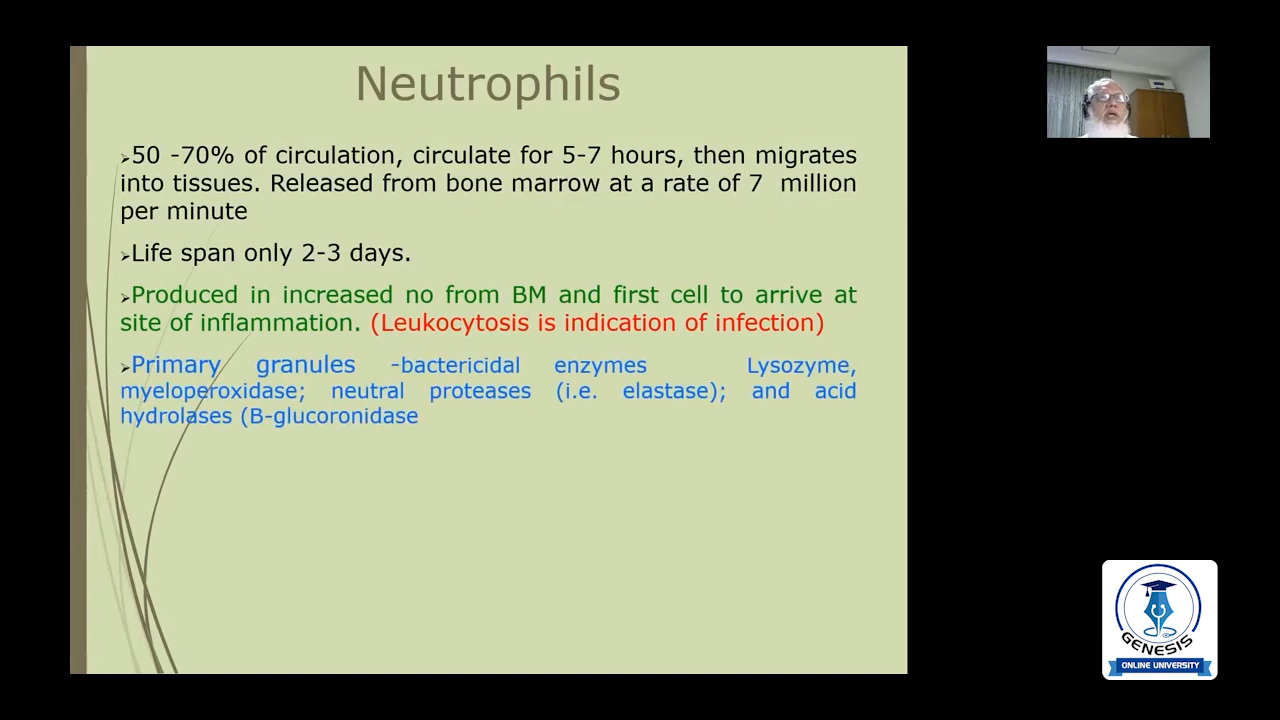 Neutrophils
➢50 -70% of circulation, circulate for 5-7 hours, then migrates
into tissues. Released from bone marrow at a rate of 7 million
per minute
➢Life span only 2-3 days.
➢Produced in increased no from BM and first cell to arrive at
site of inflammation. (Leukocytosis is indication of infection)
➢Primary granules -bactericidal enzymes Lysozyme,
myeloperoxidase; neutral proteases (i.e. elastase); and acid
hydrolases (B-glucoronidase
GENESIS
ONLINE UNIVERSITY